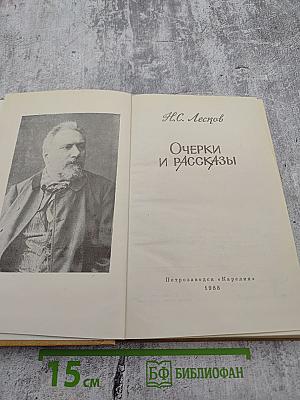 Н.С. Лесков
Очерки
и рассказы
Петрозаводск «Карелия»
1988
15 см
БФ БИБЛИОФАН